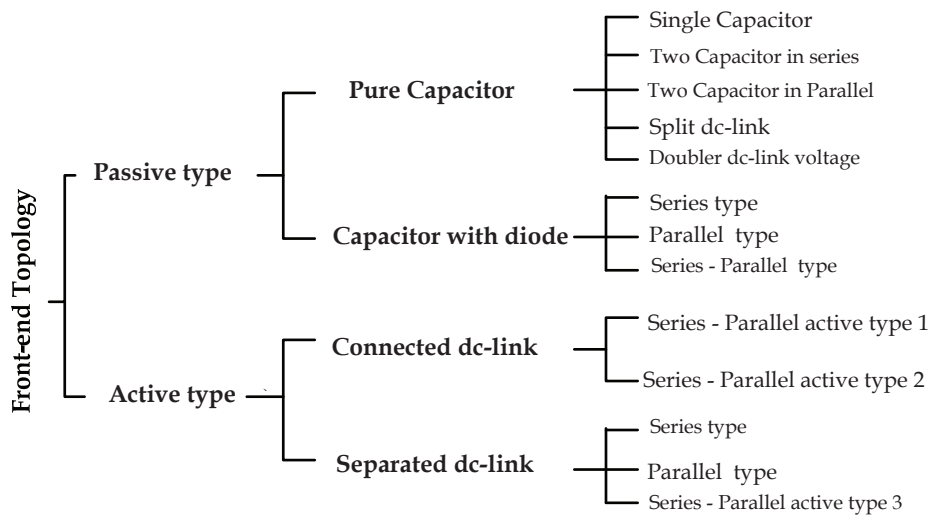 Front-end Topology
Passive type
Pure Capacitor
Single Capacitor
Two Capacitor in series
Two Capacitor in Parallel
Split dc-link
Doubler dc-link voltage
Capacitor with diode
Series type
Parallel type
Series - Parallel type
Active type
Connected dc-link
Series - Parallel active type 1
Series - Parallel active type 2
Separated dc-link
Series type
Parallel type
Series - Parallel active type 3